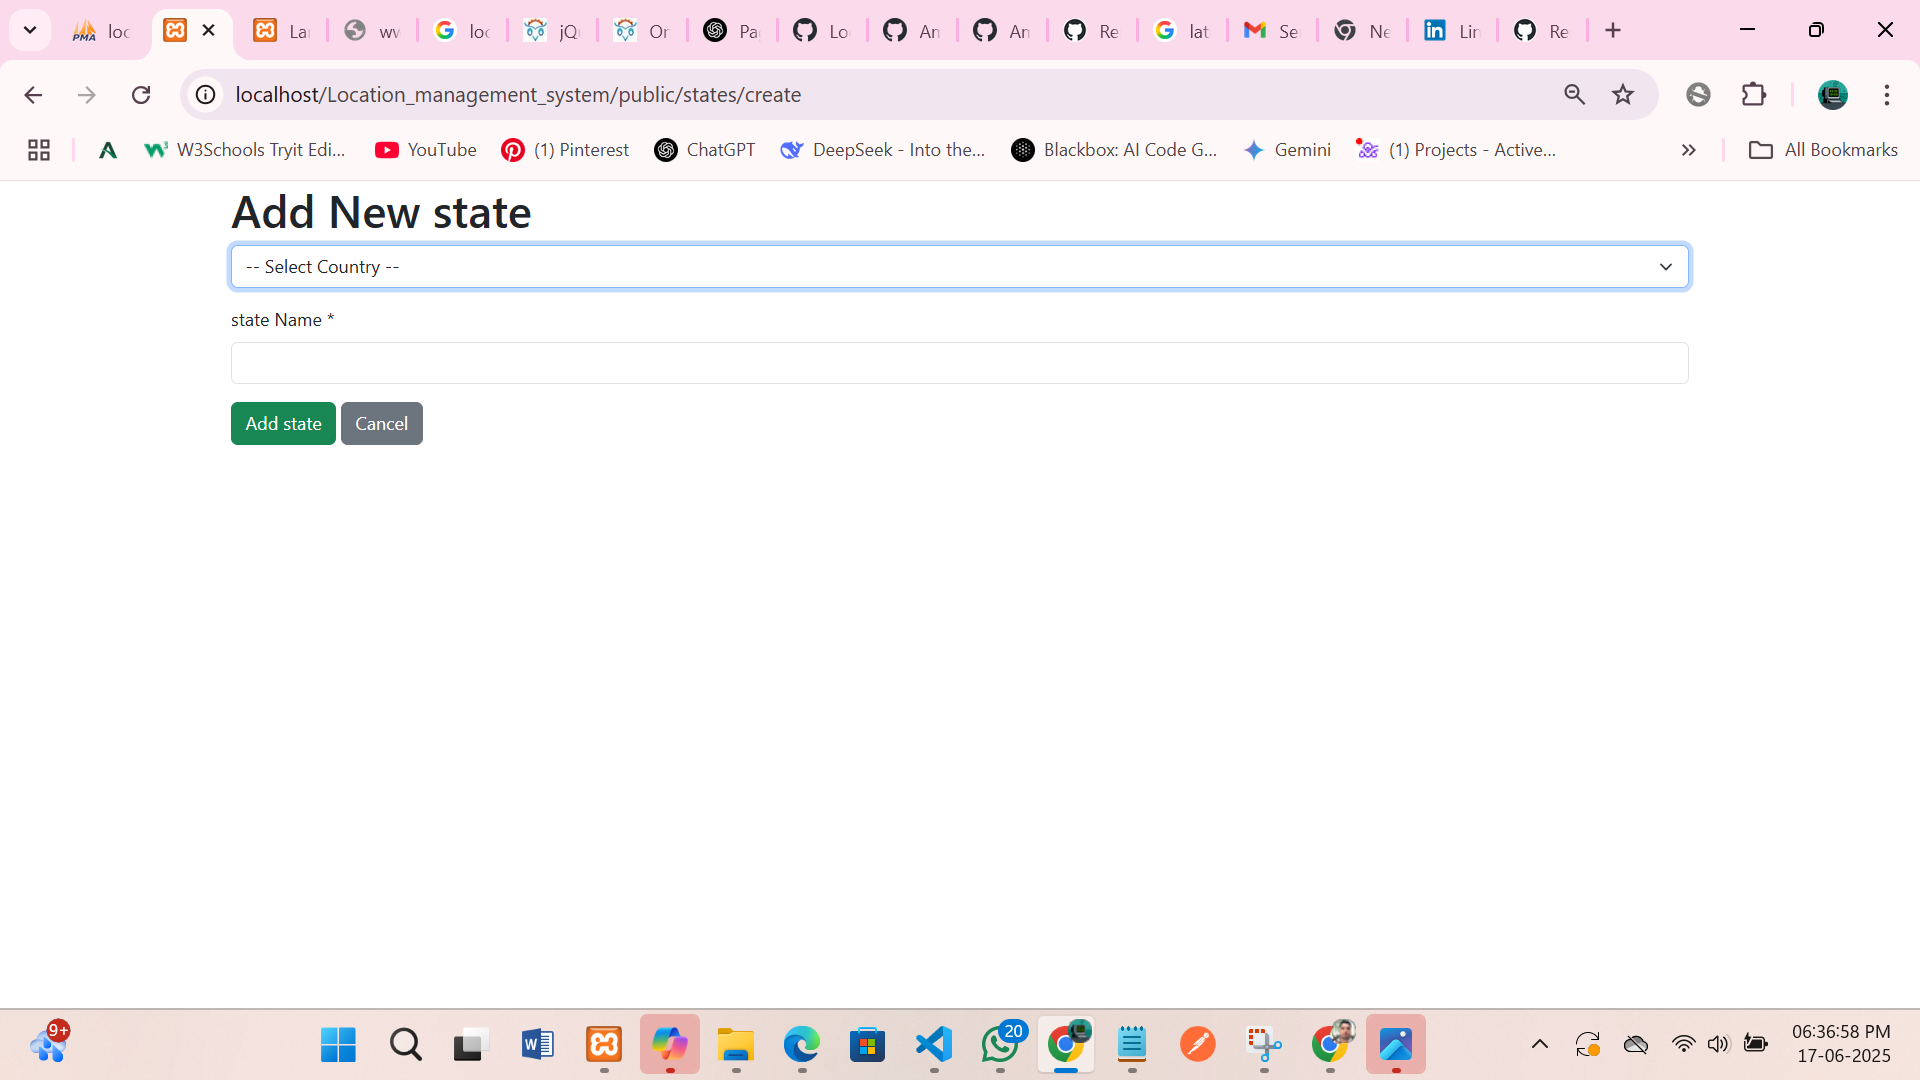 loc
La
ww
loc
jQ
Or
Pa
Lo
An
An
Re
lat
Se
Ne
Lin
Re
localhost/Location_management_system/public/states/create
W3Schools Tryit Edi...
YouTube
(1) Pinterest
ChatGPT
DeepSeek - Into the...
Blackbox: AI Code G...
Gemini
(1) Projects - Active...
All Bookmarks
Add New state
-- Select Country --
state Name *
Add state
Cancel
9+
20
06:36:58 PM
17-06-2025